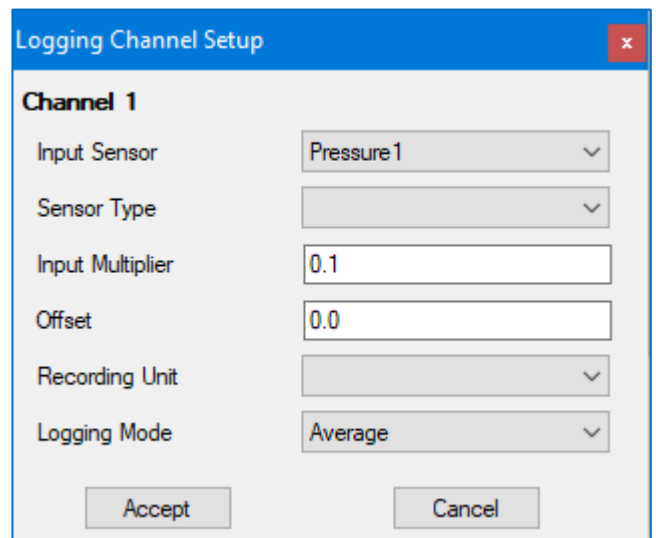 Logging Channel Setup
x
Channel 1
Input Sensor Pressure1
Sensor Type
Input Multiplier 0.1
Offset 0.0
Recording Unit
Logging Mode Average
Accept Cancel